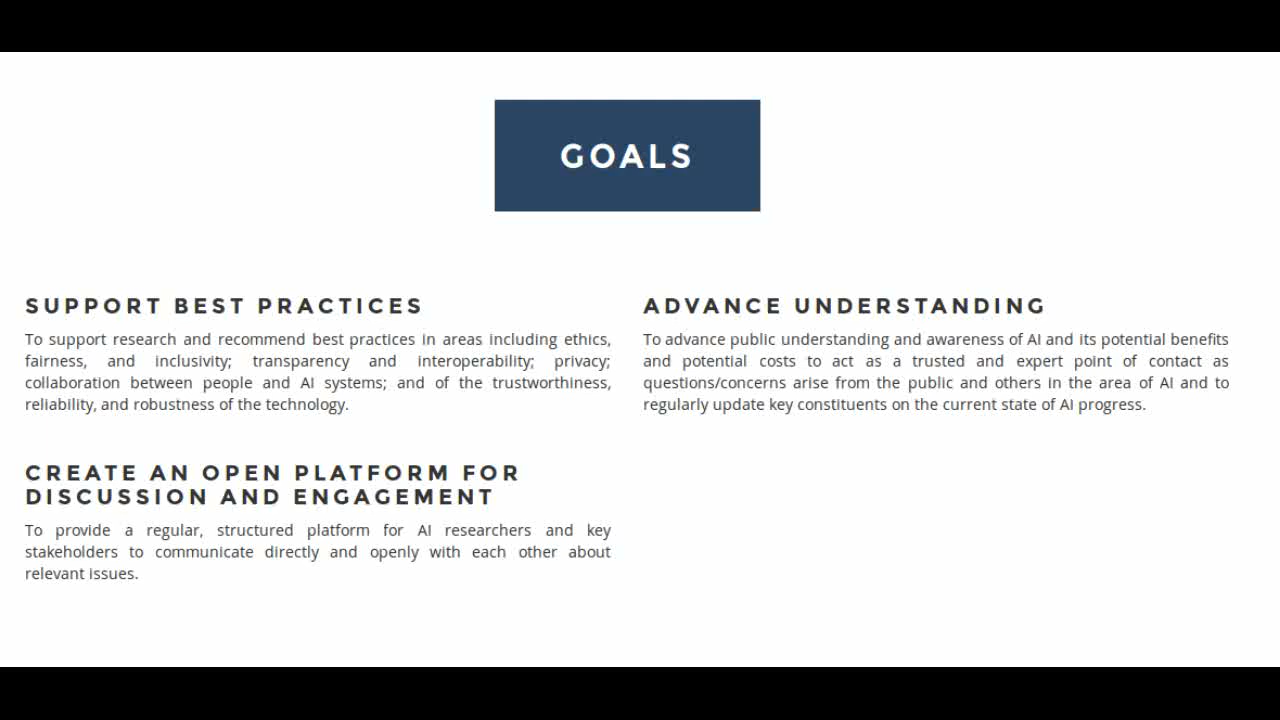 GOALS
SUPPORT BEST PRACTICES
To support research and recommend best practices in areas including ethics,
fairness, and inclusivity; transparency and interoperability; privacy;
collaboration between people and AI systems; and of the trustworthiness,
reliability, and robustness of the technology.
ADVANCE UNDERSTANDING
To advance public understanding and awareness of AI and its potential benefits
and potential costs to act as a trusted and expert point of contact as
questions/concerns arise from the public and others in the area of AI and to
regularly update key constituents on the current state of AI progress.
CREATE AN OPEN PLATFORM FOR
DISCUSSION AND ENGAGEMENT
To provide a regular, structured platform for AI researchers and key
stakeholders to communicate directly and openly with each other about
relevant issues.